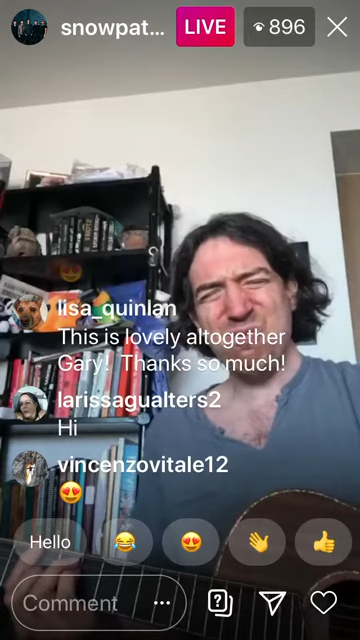 snowpat...
LIVE
896
lisa_quinlan
This is lovely altogether
Gary! Thanks so much!
larissagualters2
Hi
vincenzovitale12
😍
Hello 😂 😍 👋 👍
Comment